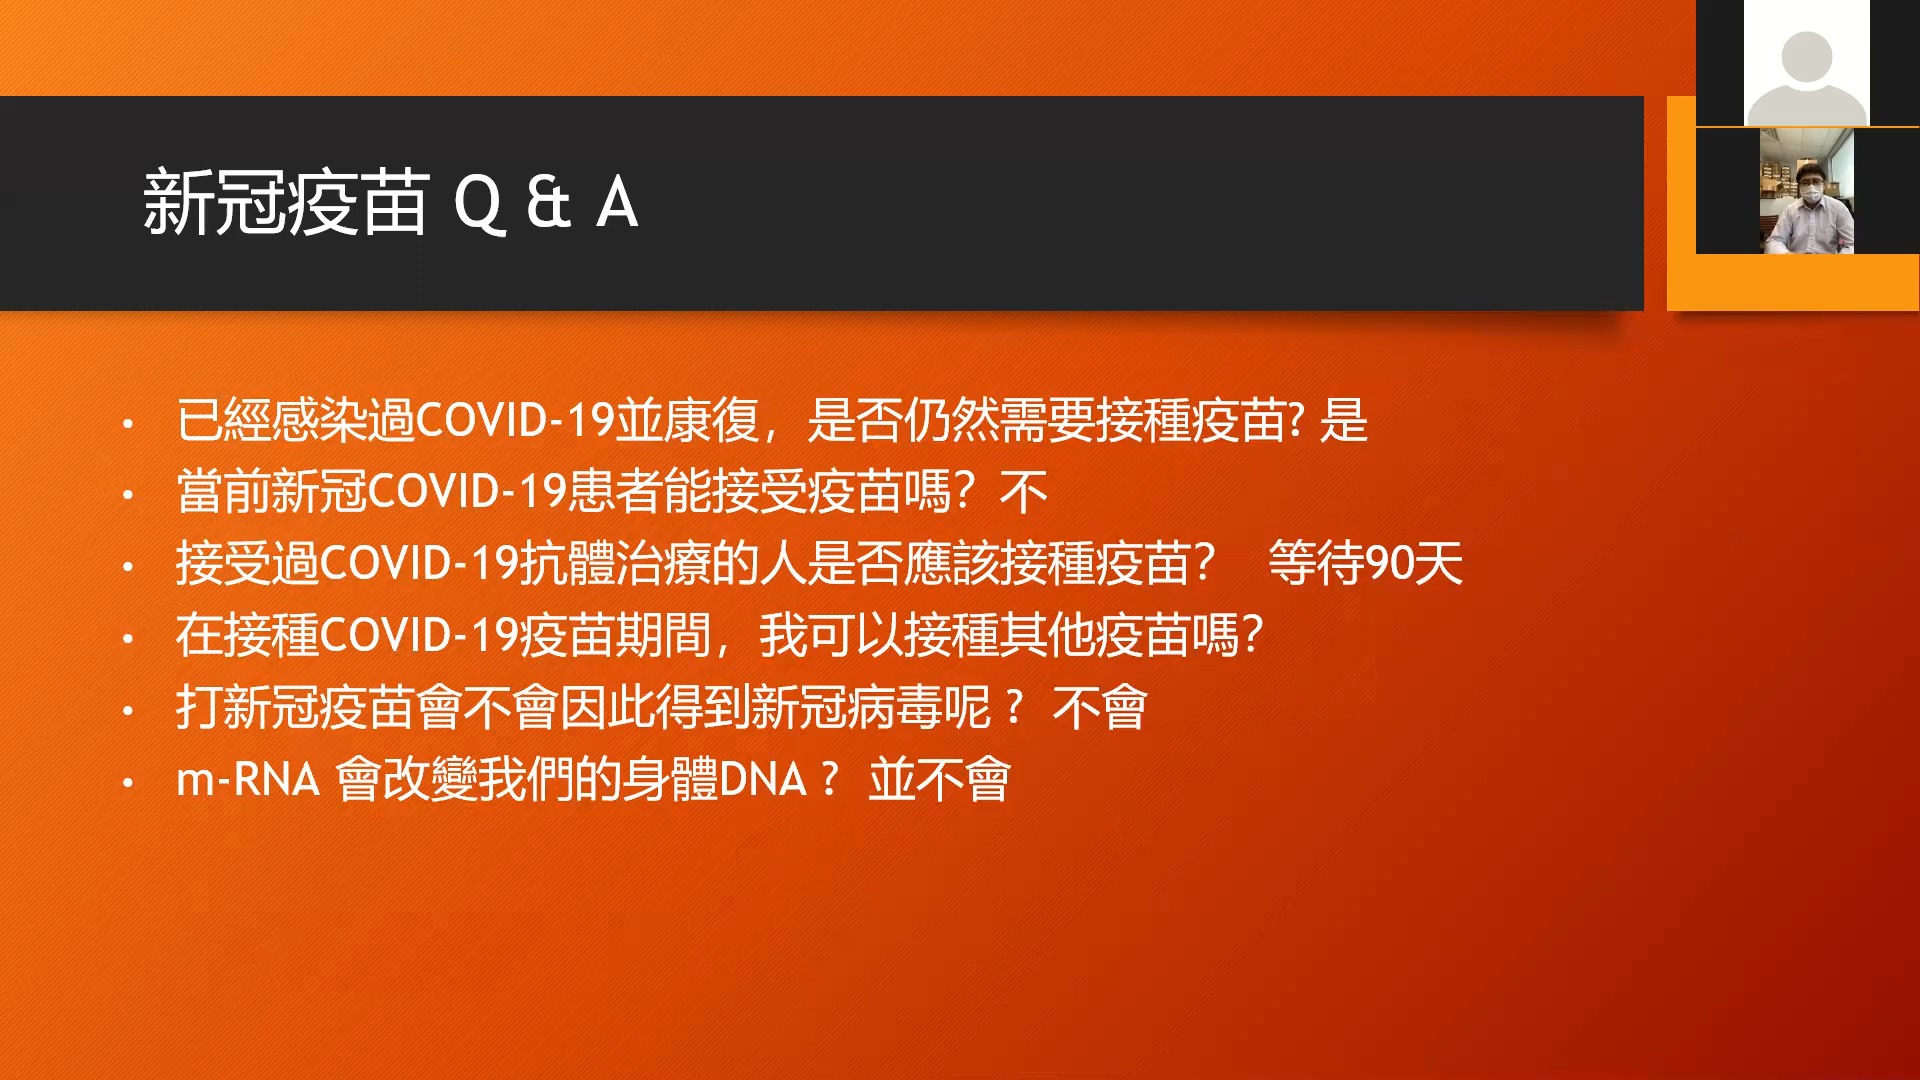 新冠疫苗 Q & A
• 已經感染過COVID-19並康復，是否仍然需要接種疫苗? 是
• 當前新冠COVID-19患者能接受疫苗嗎？不
• 接受過COVID-19抗體治療的人是否應該接種疫苗？ 等待90天
• 在接種COVID-19疫苗期間，我可以接種其他疫苗嗎？
• 打新冠疫苗會不會因此得到新冠病毒呢？ 不會
• m-RNA 會改變我們的身體DNA？ 並不會